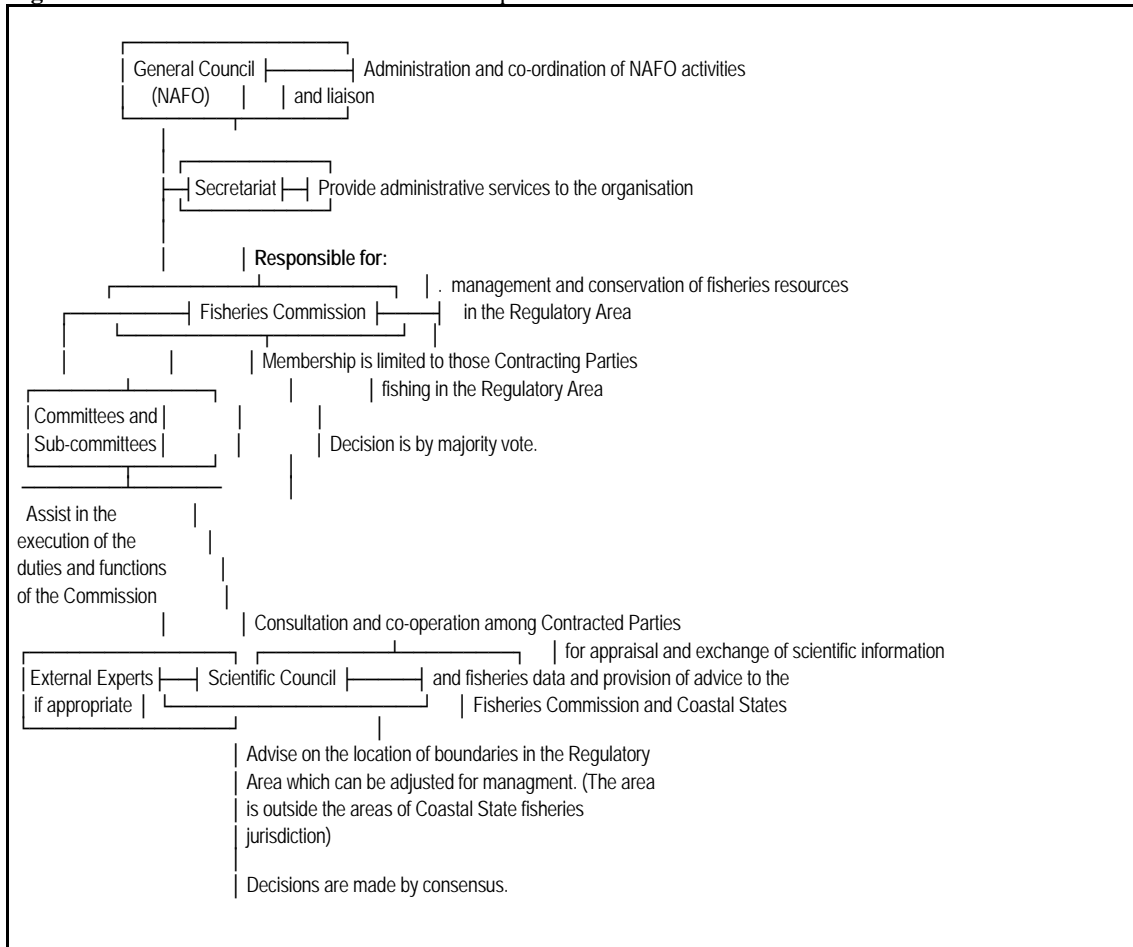 General Council Administration and co-ordination of NAFO activities
(NAFO) and liaison
Secretariat Provide administrative services to the organisation
Responsible for:
. management and conservation of fisheries resources
Fisheries Commission in the Regulatory Area
Membership is limited to those Contracting Parties
fishing in the Regulatory Area
Committees and
Sub-committees Decision is by majority vote.
Assist in the
execution of the
duties and functions
of the Commission
Consultation and co-operation among Contracted Parties
for appraisal and exchange of scientific information
External Experts Scientific Council and fisheries data and provision of advice to the
if appropriate Fisheries Commission and Coastal States
Advise on the location of boundaries in the Regulatory
Area which can be adjusted for managment. (The area
is outside the areas of Coastal State fisheries
jurisdiction)
Decisions are made by consensus.